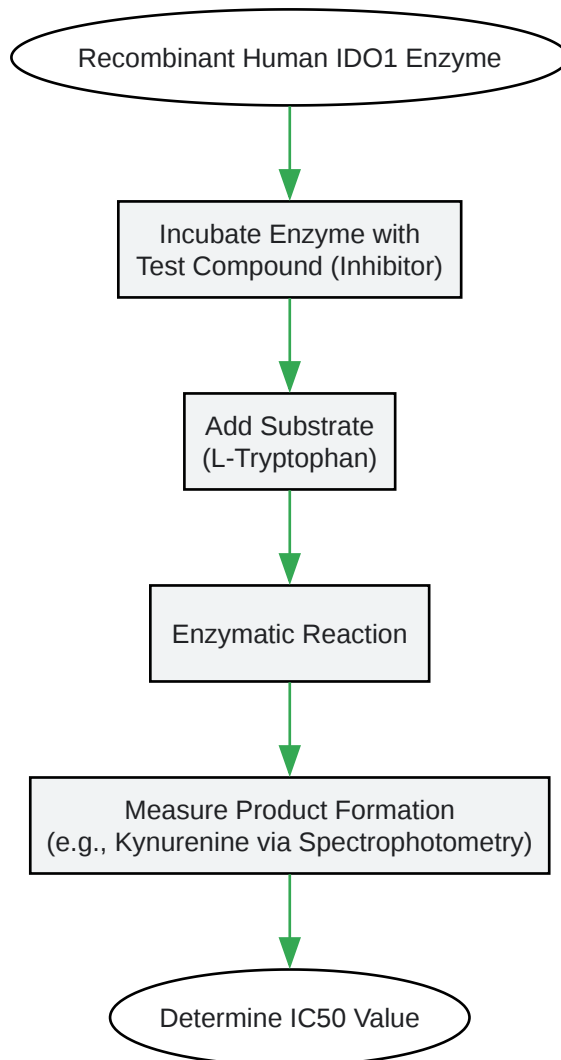 Recombinant Human IDO1 Enzyme
Incubate Enzyme with
Test Compound (Inhibitor)
Add Substrate
(L-Tryptophan)
Enzymatic Reaction
Measure Product Formation
(e.g., Kynurenine via Spectrophotometry)
Determine IC50 Value